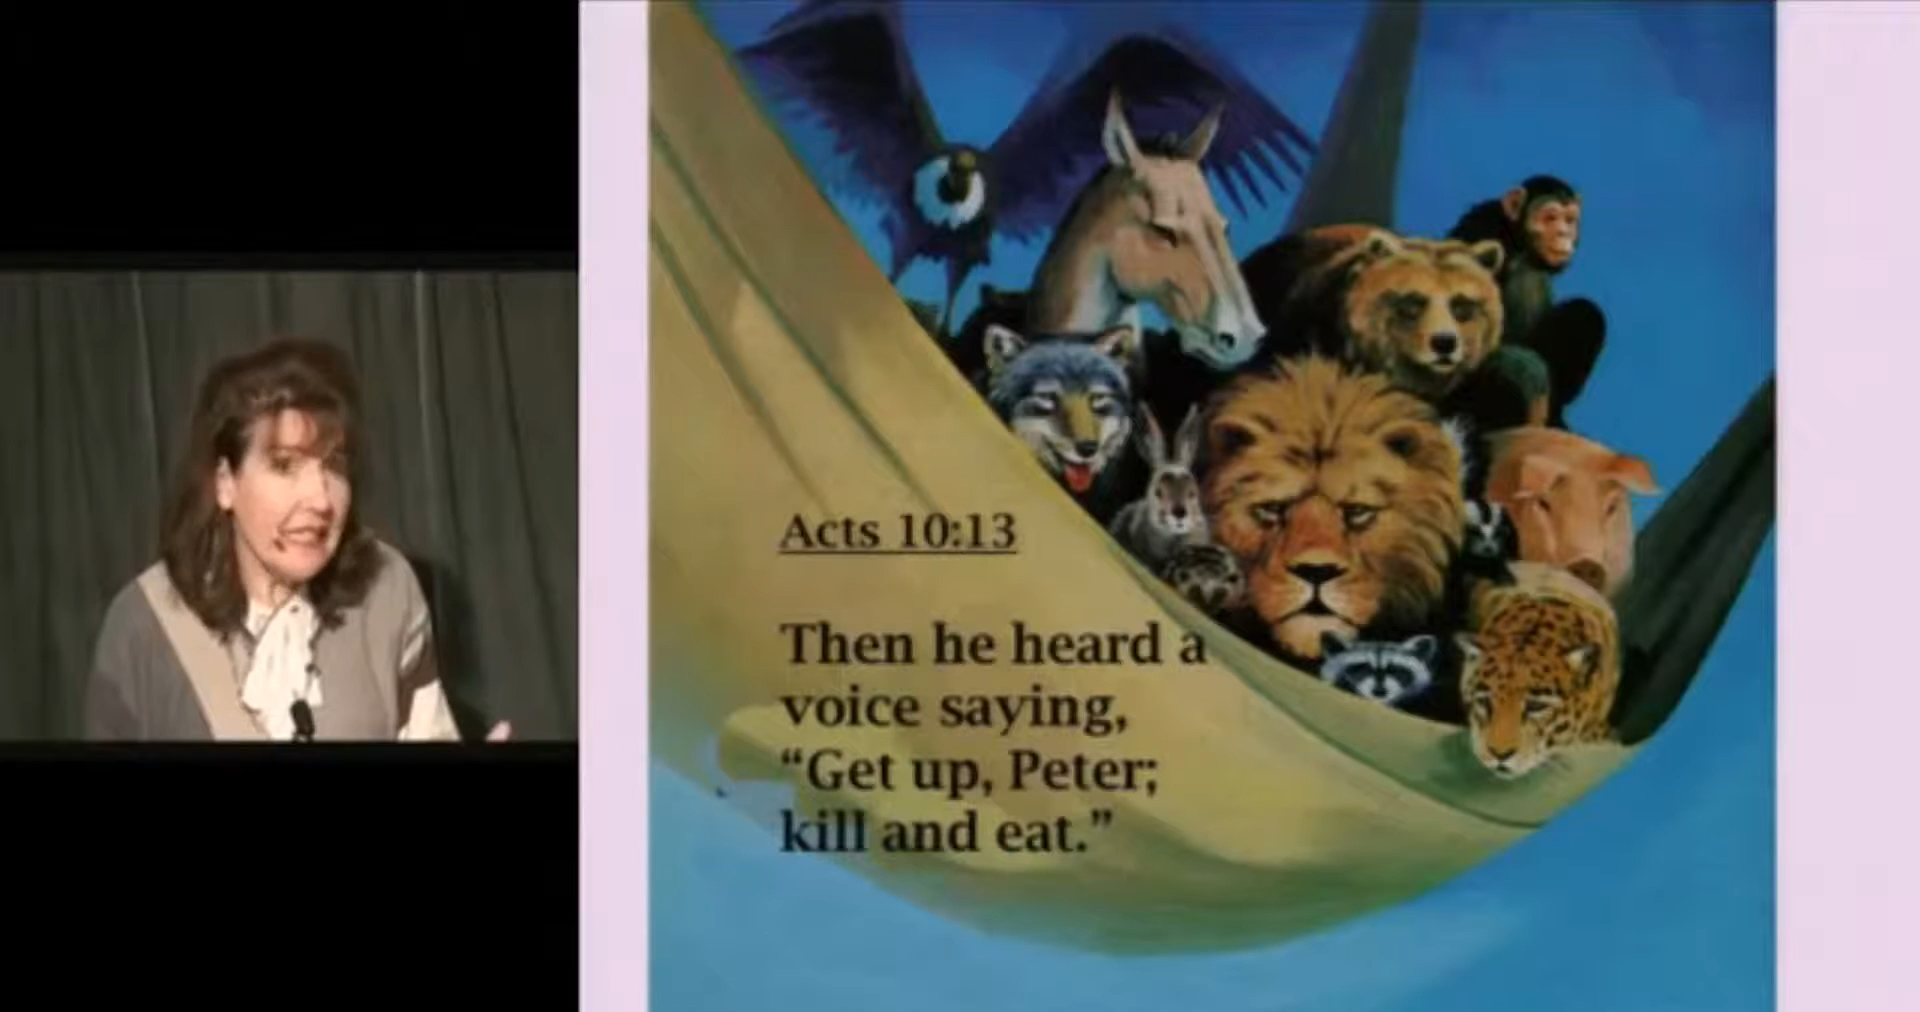 Acts 10:13
Then he heard a
voice saying,
“Get up, Peter;
kill and eat.”